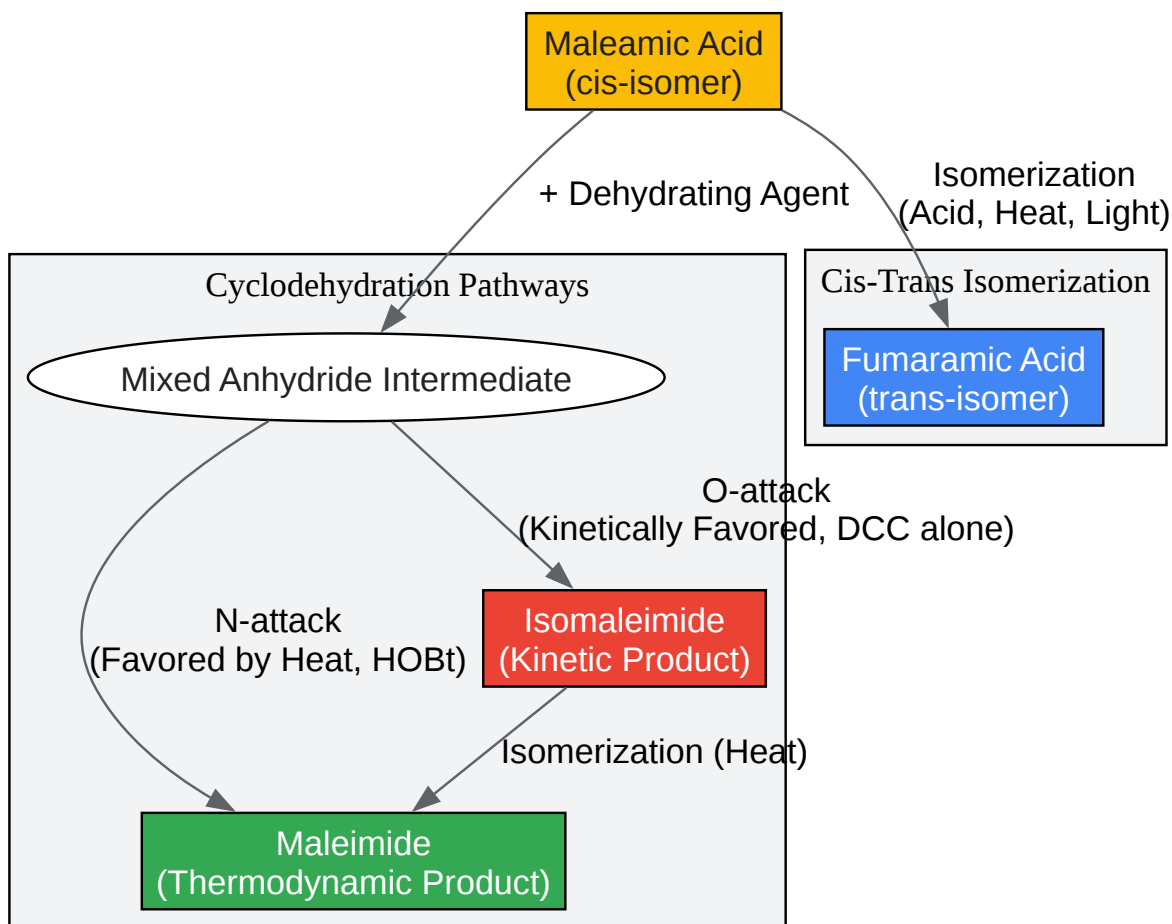 Maleamic Acid
(cis-isomer)
+ Dehydrating Agent
Isomerization
(Acid, Heat, Light)
Cyclodehydration Pathways
Cis-Trans Isomerization
Mixed Anhydride Intermediate
Fumaramic Acid
(trans-isomer)
O-attack
(Kinetically Favored, DCC alone)
N-attack
(Favored by Heat, HOBt)
Isomaleimide
(Kinetic Product)
Isomerization (Heat)
Maleimide
(Thermodynamic Product)